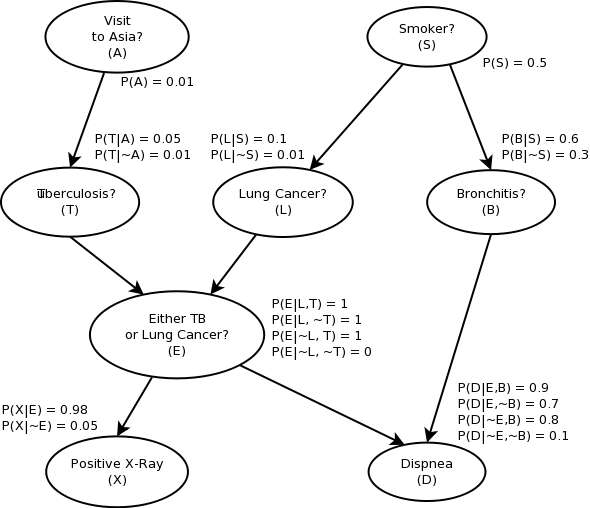 Visit
to Asia?
(A)
Smoker?
(S)
P(A) = 0.01
P(S) = 0.5
P(T|A) = 0.05
P(T|~A) = 0.01
P(L|S) = 0.1
P(L|~S) = 0.01
P(B|S) = 0.6
P(B|~S) = 0.3
Tuberculosis?
(T)
Lung Cancer?
(L)
Bronchitis?
(B)
Either TB
or Lung Cancer?
(E)
P(E|L,T) = 1
P(E|L, ~T) = 1
P(E|~L, T) = 1
P(E|~L, ~T) = 0
P(X|E) = 0.98
P(X|~E) = 0.05
P(D|E,B) = 0.9
P(D|E,~B) = 0.7
P(D|~E,B) = 0.8
P(D|~E,~B) = 0.1
Positive X-Ray
(X)
Dispnea
(D)